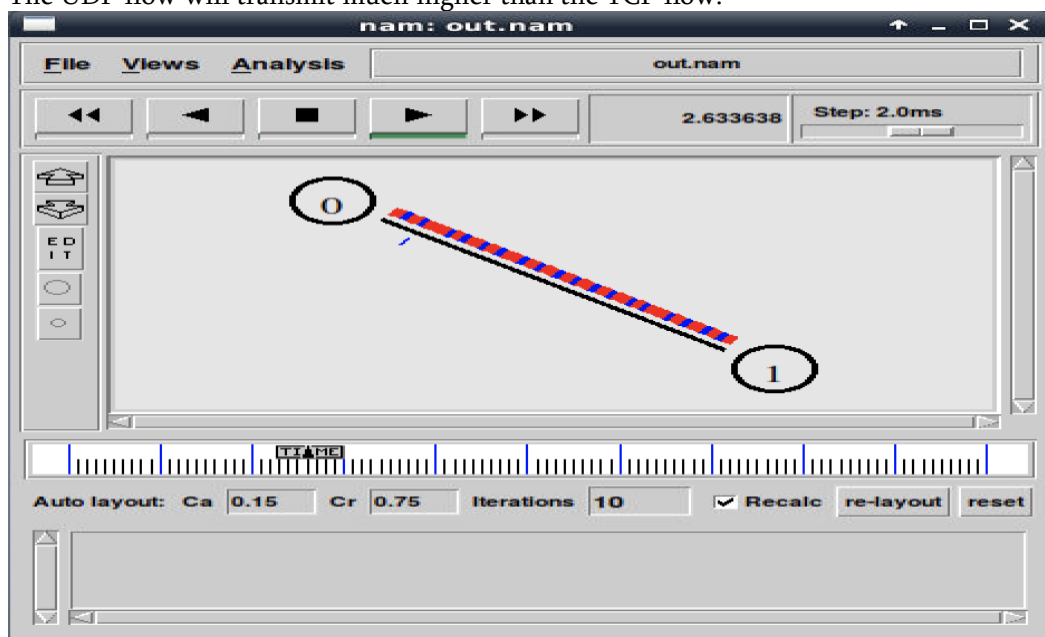 The UDP flow will transmit much higher than the TCP flow.
nam: out.nam
File Views Analysis out.nam
2.633638 Step: 2.0ms
E D
I T
0
1
TIME
Auto layout: Ca 0.15 Cr 0.75 Iterations 10 Recalc re-layout reset